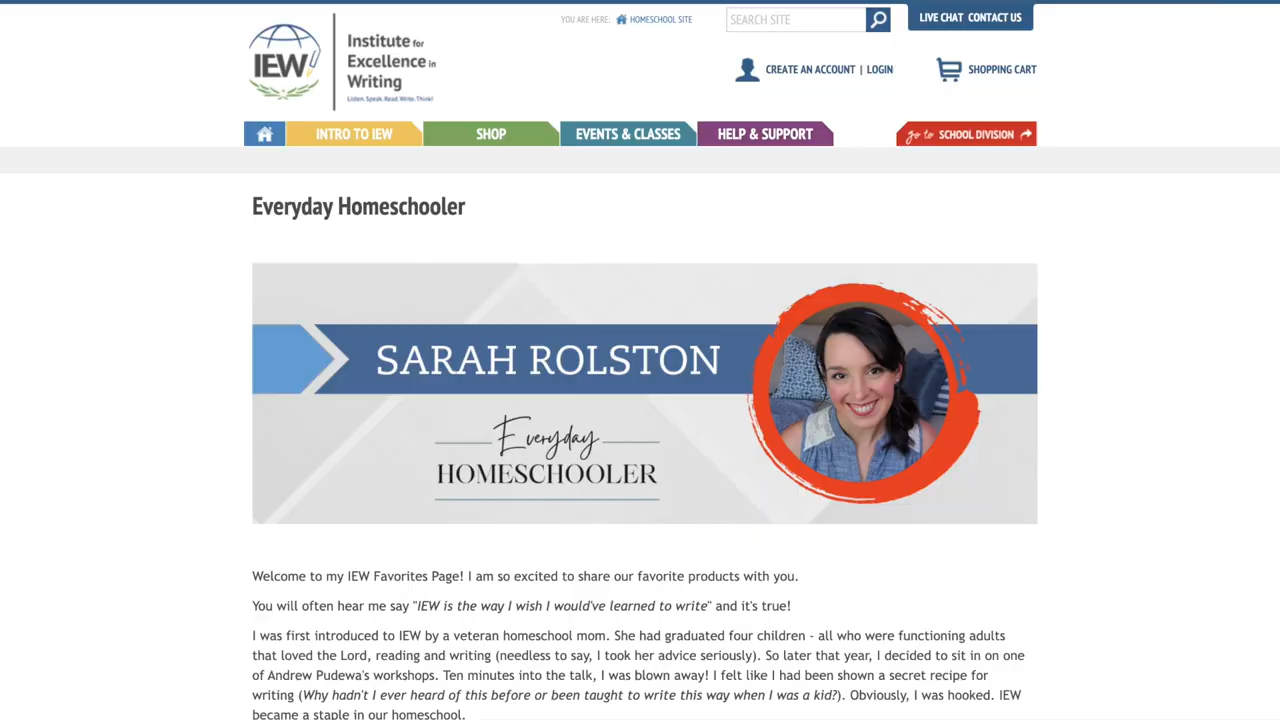 YOU ARE HERE: HOMESCHOOL SITE
SEARCH SITE
LIVE CHAT CONTACT US
IEW
Institute for
Excellence in
Writing
Listen. Speak. Read. Write. Think!
CREATE AN ACCOUNT | LOGIN
SHOPPING CART
INTRO TO IEW
SHOP
EVENTS & CLASSES
HELP & SUPPORT
go to SCHOOL DIVISION
Everyday Homeschooler
SARAH ROLSTON
Everyday
HOMESCHOOLER
Welcome to my IEW Favorites Page! I am so excited to share our favorite products with you.
You will often hear me say "IEW is the way I wish I would've learned to write" and it's true!
I was first introduced to IEW by a veteran homeschool mom. She had graduated four children - all who were functioning adults
that loved the Lord, reading and writing (needless to say, I took her advice seriously). So later that year, I decided to sit in on one
of Andrew Pudewa's workshops. Ten minutes into the talk, I was blown away! I felt like I had been shown a secret recipe for
writing (Why hadn't I ever heard of this before or been taught to write this way when I was a kid?). Obviously, I was hooked. IEW
became a staple in our homeschool.